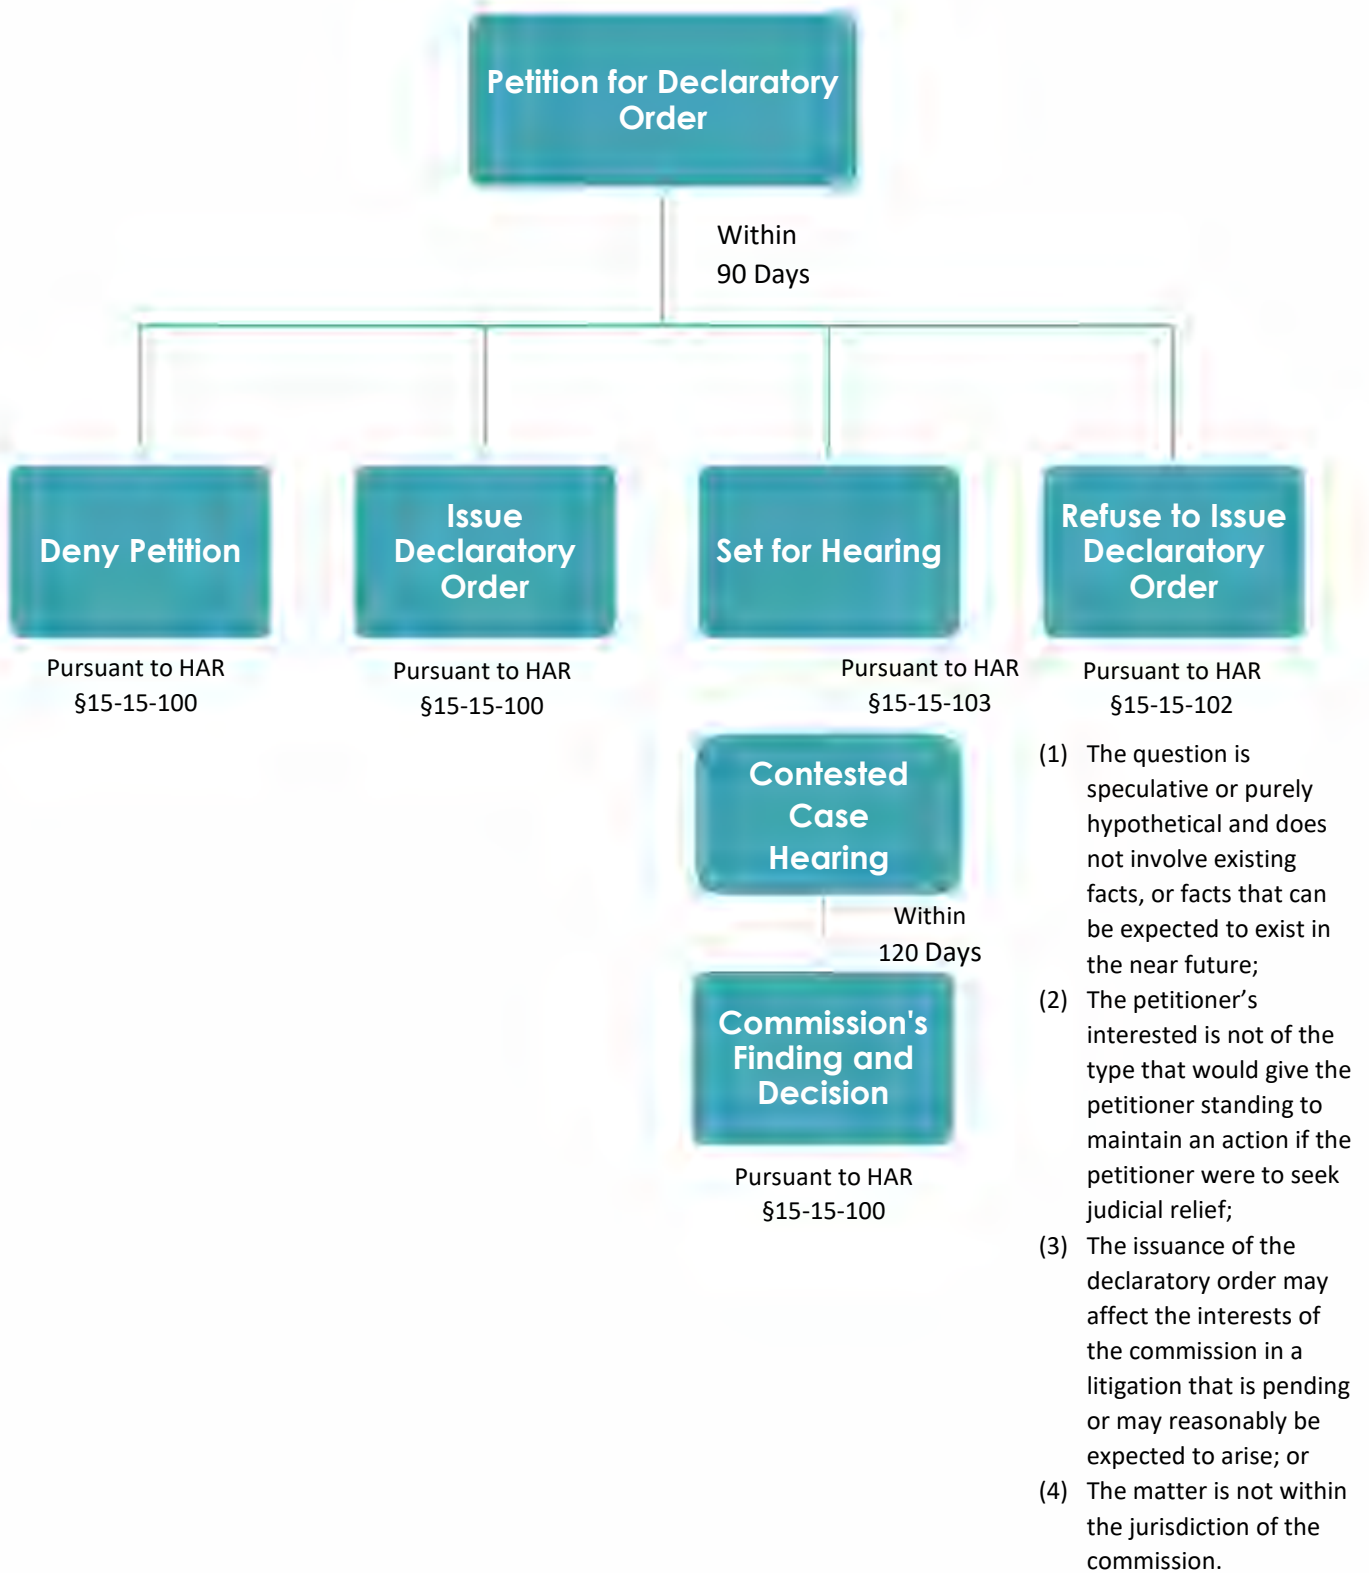 Petition for Declaratory
Order
Within
90 Days
Deny Petition
Pursuant to HAR
§15-15-100
Issue
Declaratory
Order
Pursuant to HAR
§15-15-100
Set for Hearing
Pursuant to HAR
§15-15-103
Contested
Case
Hearing
Within
120 Days
Commission's
Finding and
Decision
Pursuant to HAR
§15-15-100
Refuse to Issue
Declaratory
Order
Pursuant to HAR
§15-15-102
(1) The question is
speculative or purely
hypothetical and does
not involve existing
facts, or facts that can
be expected to exist in
the near future;
(2) The petitioner’s
interested is not of the
type that would give the
petitioner standing to
maintain an action if the
petitioner were to seek
judicial relief;
(3) The issuance of the
declaratory order may
affect the interests of
the commission in a
litigation that is pending
or may reasonably be
expected to arise; or
(4) The matter is not within
the jurisdiction of the
commission.